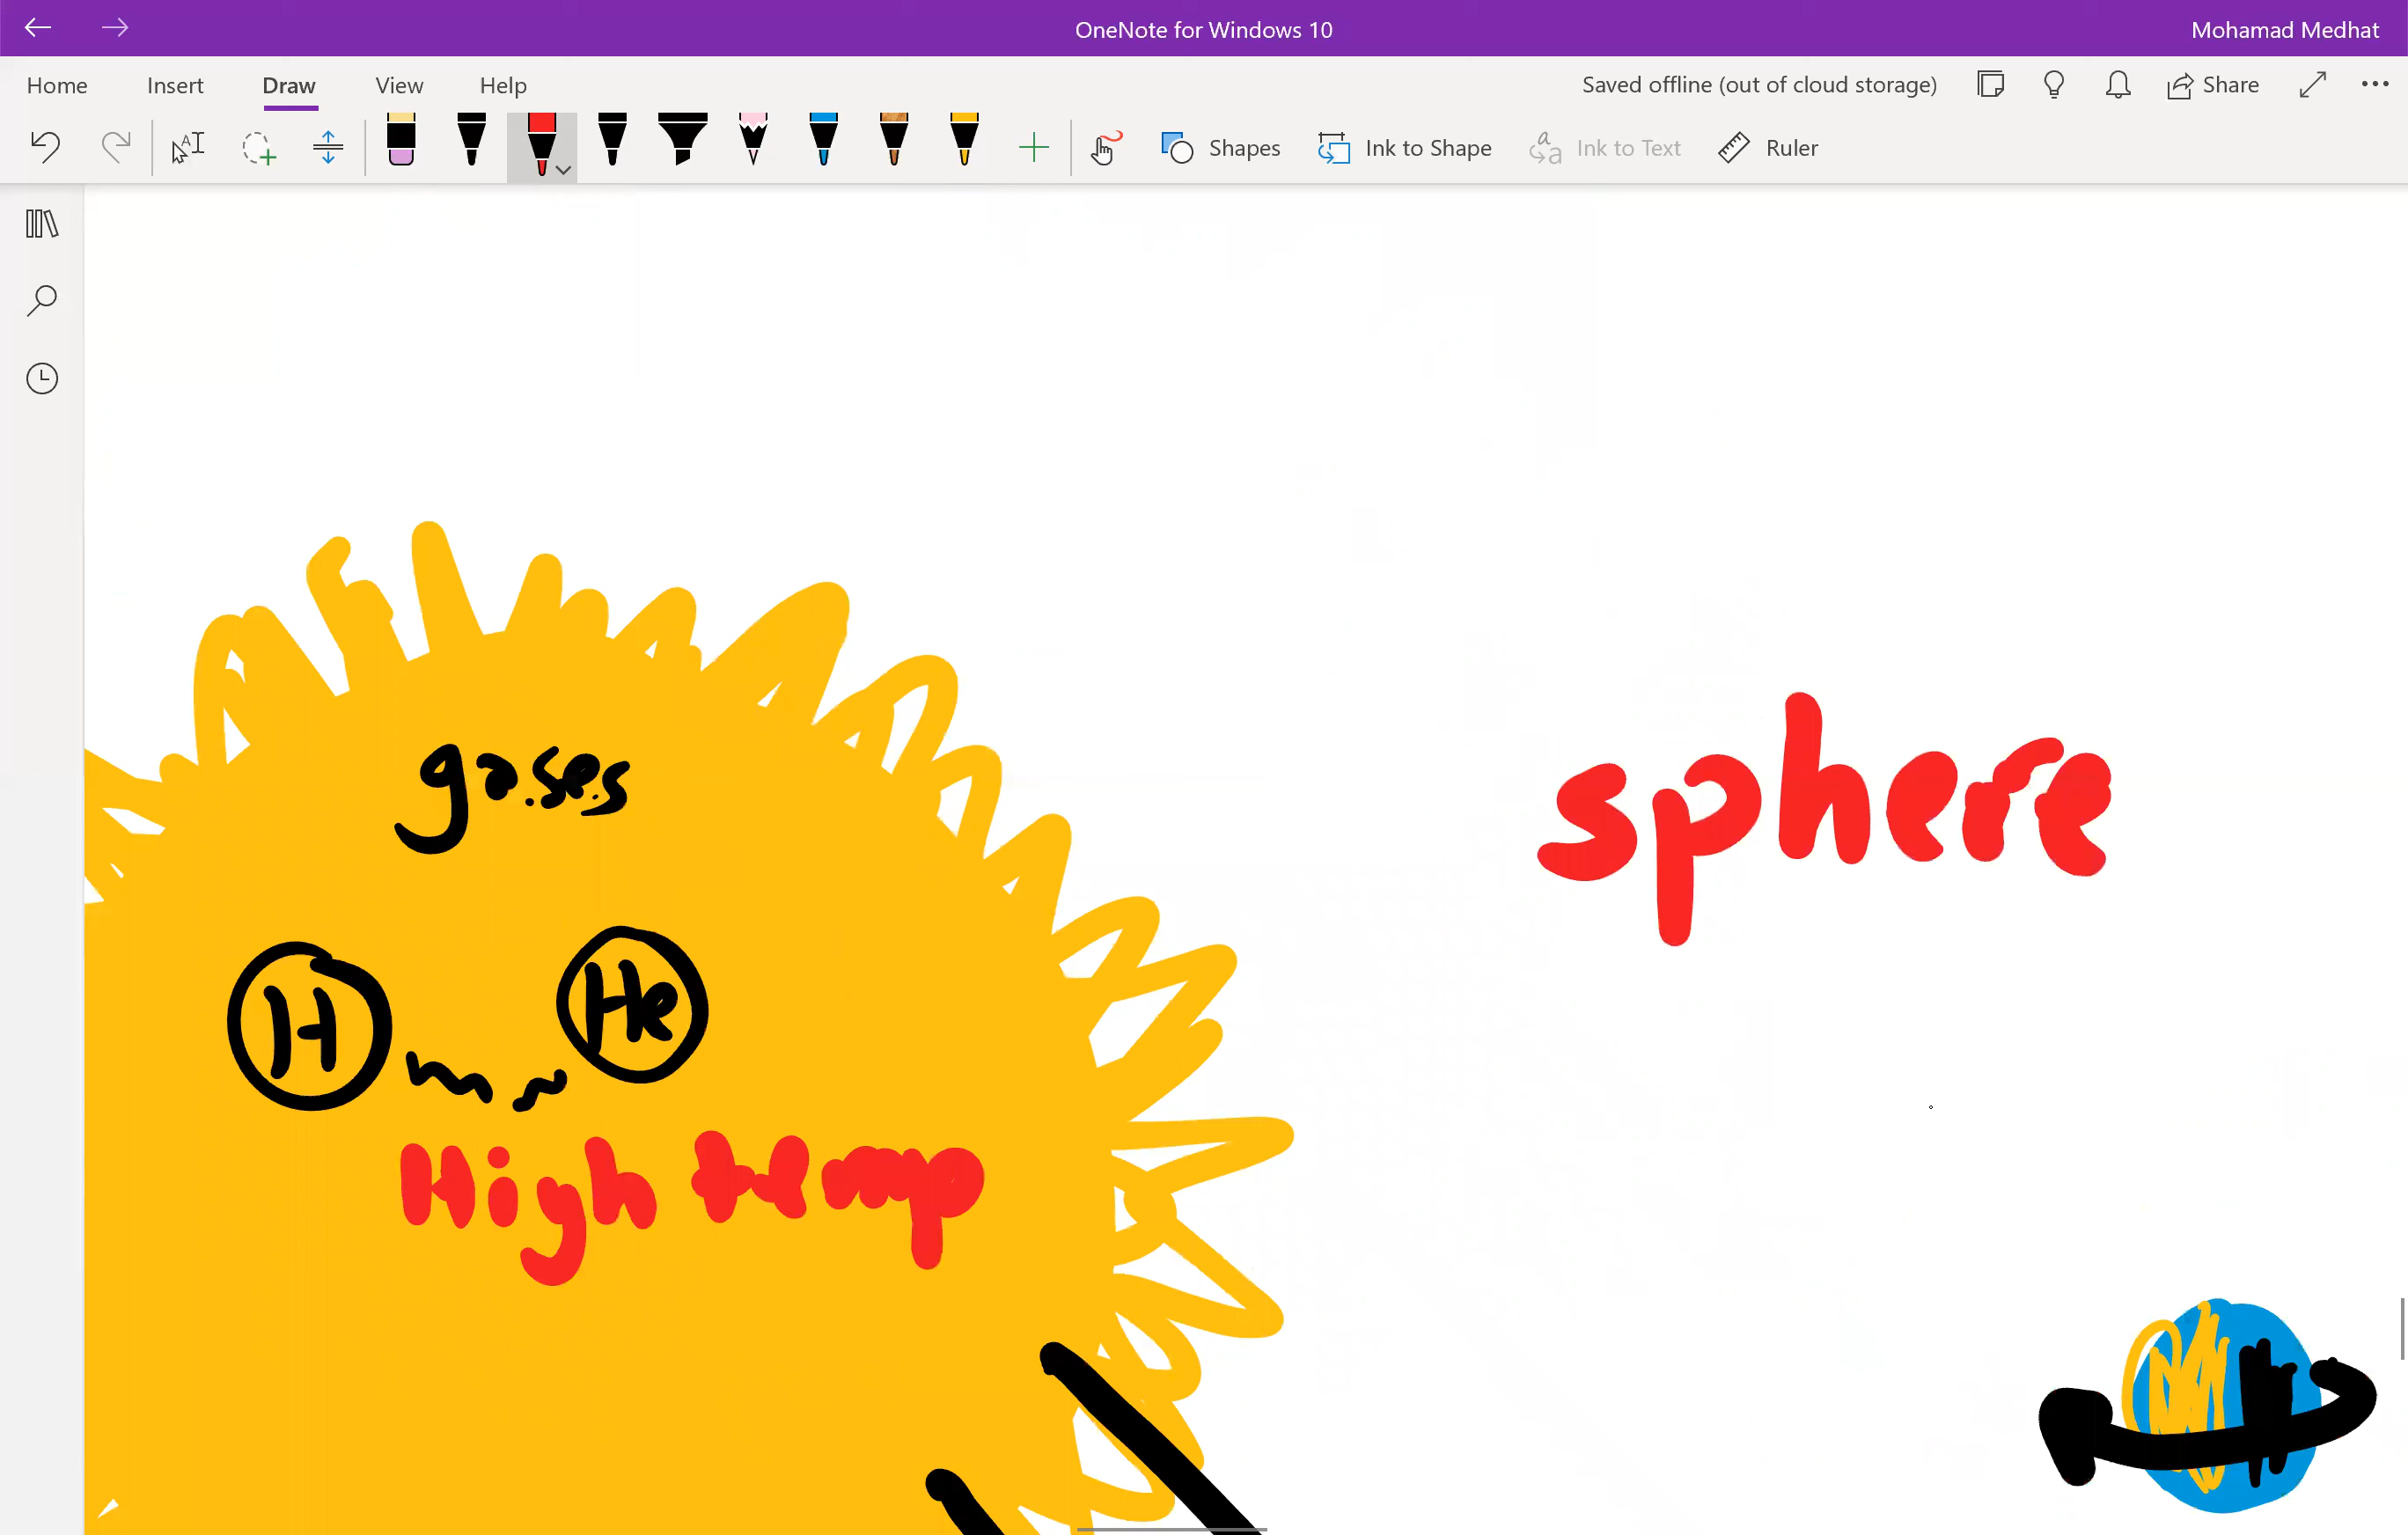 OneNote for Windows 10
Mohamad Medhat
Home Insert Draw View Help
Saved offline (out of cloud storage)
Share
Shapes
Ink to Shape
Ink to Text
Ruler
sphere
gases
H He
High temp